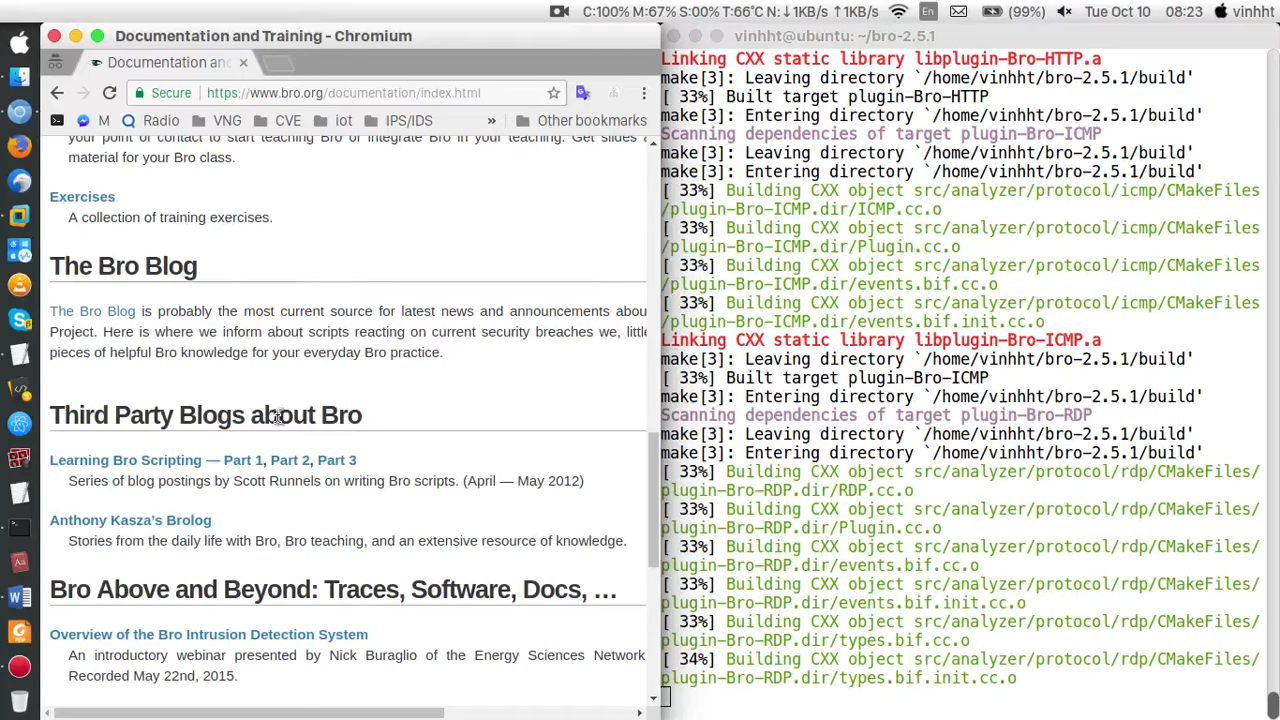 C:100% M:67% S:00% T:66°C N:↓1KB/s ↑1KB/s En (99%) Tue Oct 10 08:23 vinhht
Documentation and Training - Chromium
Documentation and
Secure https://www.bro.org/documentation/index.html
M Radio VNG CVE iot IPS/IDS » Other bookmarks
your point of contact to start teaching Bro or integrate Bro in your teaching. Get slides
material for your Bro class.
Exercises
A collection of training exercises.
The Bro Blog
The Bro Blog is probably the most current source for latest news and announcements abou
Project. Here is where we inform about scripts reacting on current security breaches we, littl
pieces of helpful Bro knowledge for your everyday Bro practice.
Third Party Blogs about Bro
Learning Bro Scripting — Part 1, Part 2, Part 3
Series of blog postings by Scott Runnels on writing Bro scripts. (April — May 2012)
Anthony Kasza’s Brolog
Stories from the daily life with Bro, Bro teaching, and an extensive resource of knowledge.
Bro Above and Beyond: Traces, Software, Docs, …
Overview of the Bro Intrusion Detection System
An introductory webinar presented by Nick Buraglio of the Energy Sciences Network
Recorded May 22nd, 2015.
vinhht@ubuntu: ~/bro-2.5.1
Linking CXX static library libplugin-Bro-HTTP.a
make[3]: Leaving directory `/home/vinhht/bro-2.5.1/build'
[ 33%] Built target plugin-Bro-HTTP
make[3]: Entering directory `/home/vinhht/bro-2.5.1/build'
Scanning dependencies of target plugin-Bro-ICMP
make[3]: Leaving directory `/home/vinhht/bro-2.5.1/build'
make[3]: Entering directory `/home/vinhht/bro-2.5.1/build'
[ 33%] Building CXX object src/analyzer/protocol/icmp/CMakeFiles
/plugin-Bro-ICMP.dir/ICMP.cc.o
[ 33%] Building CXX object src/analyzer/protocol/icmp/CMakeFiles
/plugin-Bro-ICMP.dir/Plugin.cc.o
[ 33%] Building CXX object src/analyzer/protocol/icmp/CMakeFiles
/plugin-Bro-ICMP.dir/events.bif.cc.o
[ 33%] Building CXX object src/analyzer/protocol/icmp/CMakeFiles
/plugin-Bro-ICMP.dir/events.bif.init.cc.o
Linking CXX static library libplugin-Bro-ICMP.a
make[3]: Leaving directory `/home/vinhht/bro-2.5.1/build'
[ 33%] Built target plugin-Bro-ICMP
make[3]: Entering directory `/home/vinhht/bro-2.5.1/build'
Scanning dependencies of target plugin-Bro-RDP
make[3]: Leaving directory `/home/vinhht/bro-2.5.1/build'
make[3]: Entering directory `/home/vinhht/bro-2.5.1/build'
[ 33%] Building CXX object src/analyzer/protocol/rdp/CMakeFiles/
plugin-Bro-RDP.dir/RDP.cc.o
[ 33%] Building CXX object src/analyzer/protocol/rdp/CMakeFiles/
plugin-Bro-RDP.dir/Plugin.cc.o
[ 33%] Building CXX object src/analyzer/protocol/rdp/CMakeFiles/
plugin-Bro-RDP.dir/events.bif.cc.o
[ 33%] Building CXX object src/analyzer/protocol/rdp/CMakeFiles/
plugin-Bro-RDP.dir/events.bif.init.cc.o
[ 33%] Building CXX object src/analyzer/protocol/rdp/CMakeFiles/
plugin-Bro-RDP.dir/types.bif.cc.o
[ 34%] Building CXX object src/analyzer/protocol/rdp/CMakeFiles/
plugin-Bro-RDP.dir/types.bif.init.cc.o